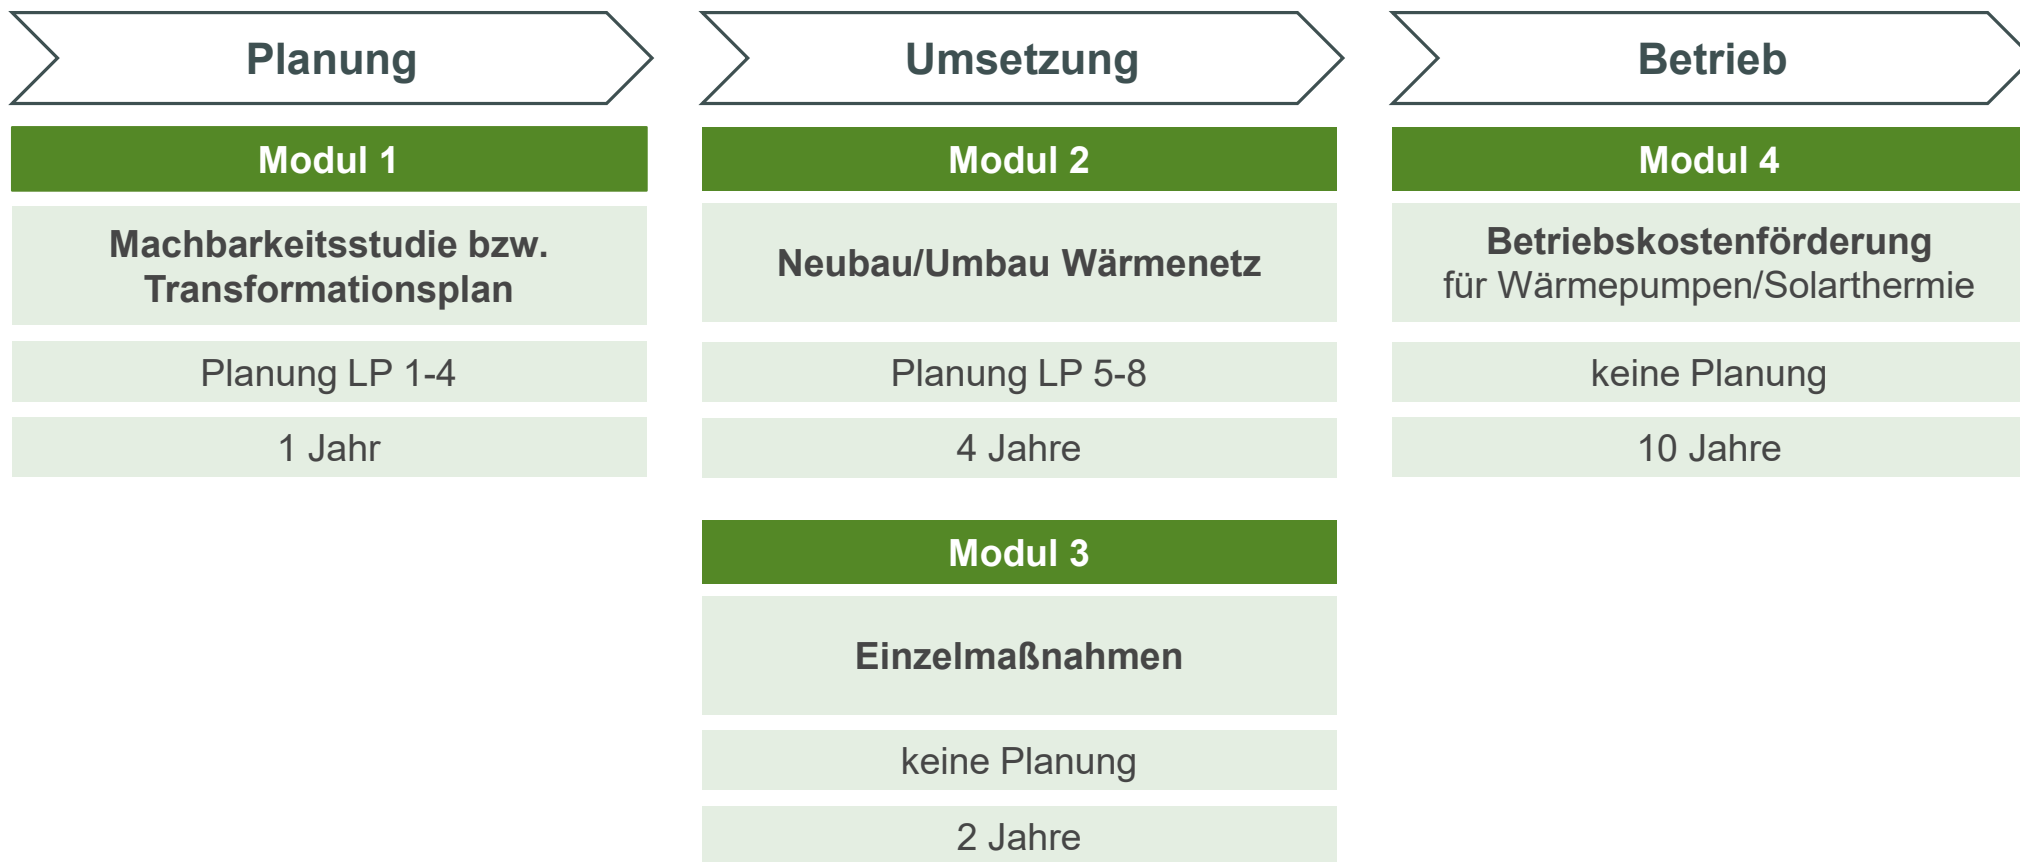 Planung
Umsetzung
Betrieb
Modul 1
Machbarkeitsstudie bzw.
Transformationsplan
Planung LP 1-4
1 Jahr
Modul 2
Neubau/Umbau Wärmenetz
Planung LP 5-8
4 Jahre
Modul 3
Einzelmaßnahmen
keine Planung
2 Jahre
Modul 4
Betriebskostenförderung
für Wärmepumpen/Solarthermie
keine Planung
10 Jahre